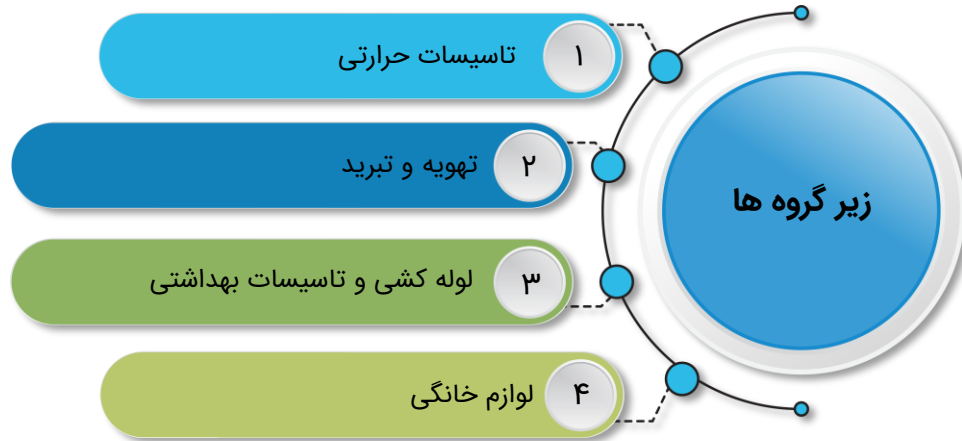 زیر گروه ها
۱ تاسیسات حرارتی
۲ تهویه و تبرید
۳ لوله کشی و تاسیسات بهداشتی
۴ لوازم خانگی